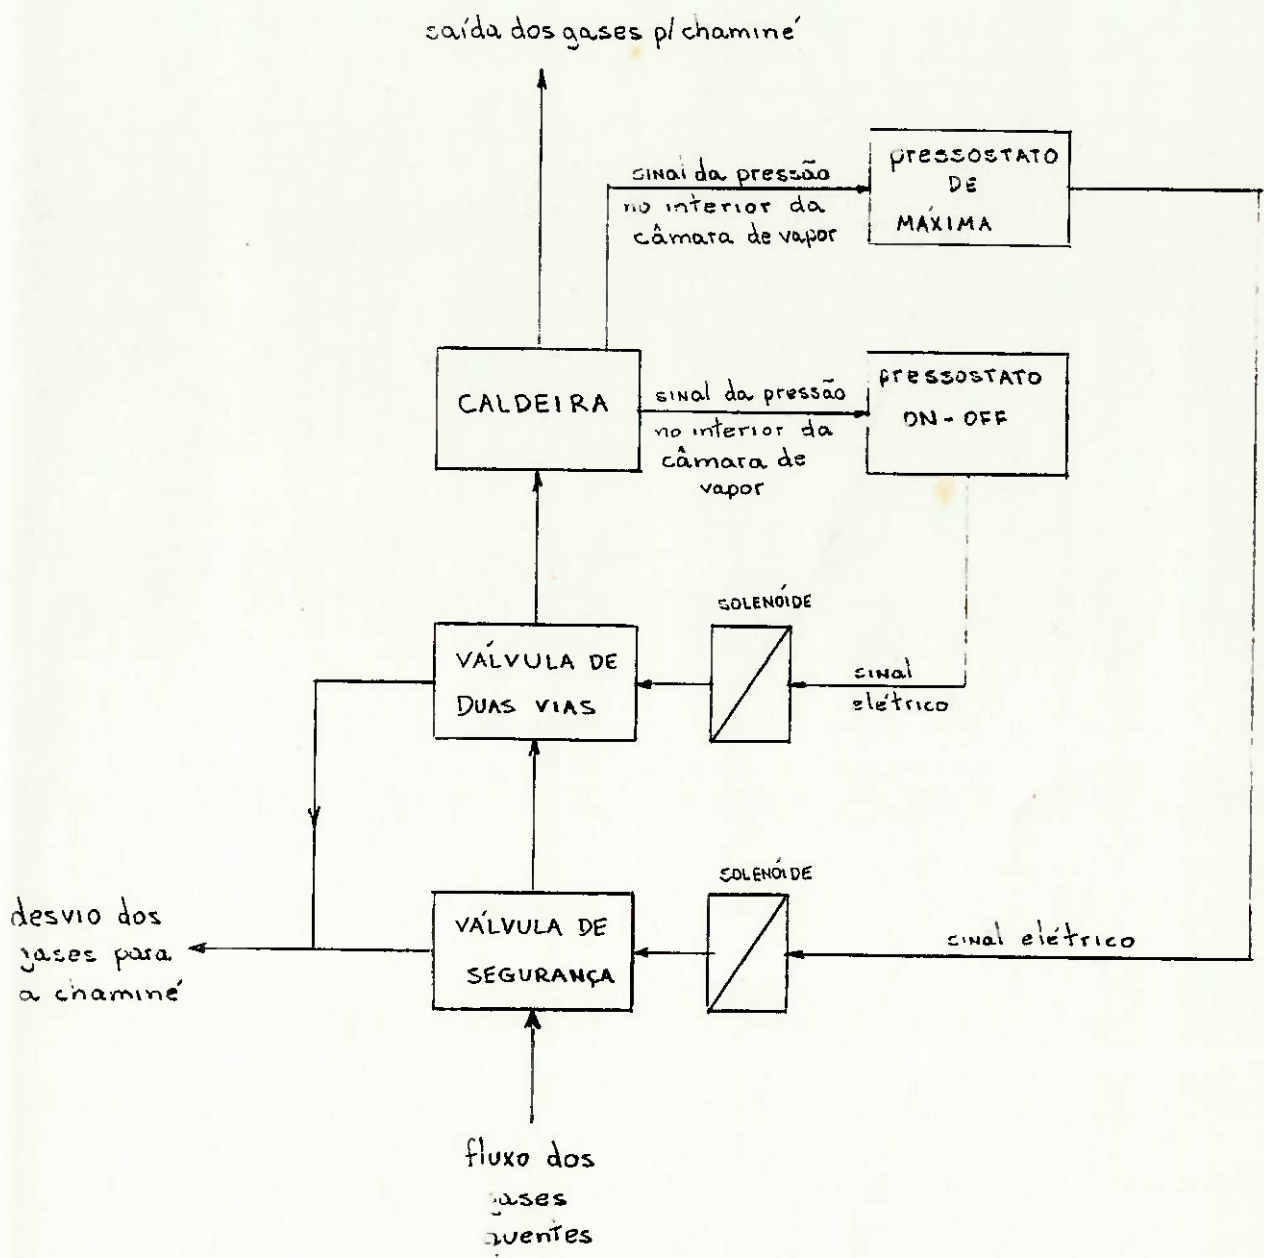 saída dos gases p/ chaminé
PRESSOSTATO
DE
MÁXIMA
sinal da pressão
no interior da
câmara de vapor
CALDEIRA
sinal da pressão
no interior da
câmara de
vapor
PRESSOSTATO
ON-OFF
SOLENÓIDE
VÁLVULA DE
DUAS VIAS
sinal
elétrico
SOLENÓIDE
VÁLVULA DE
SEGURANÇA
sinal elétrico
desvio dos
gases para
a chaminé
fluxo dos
gases
quentes